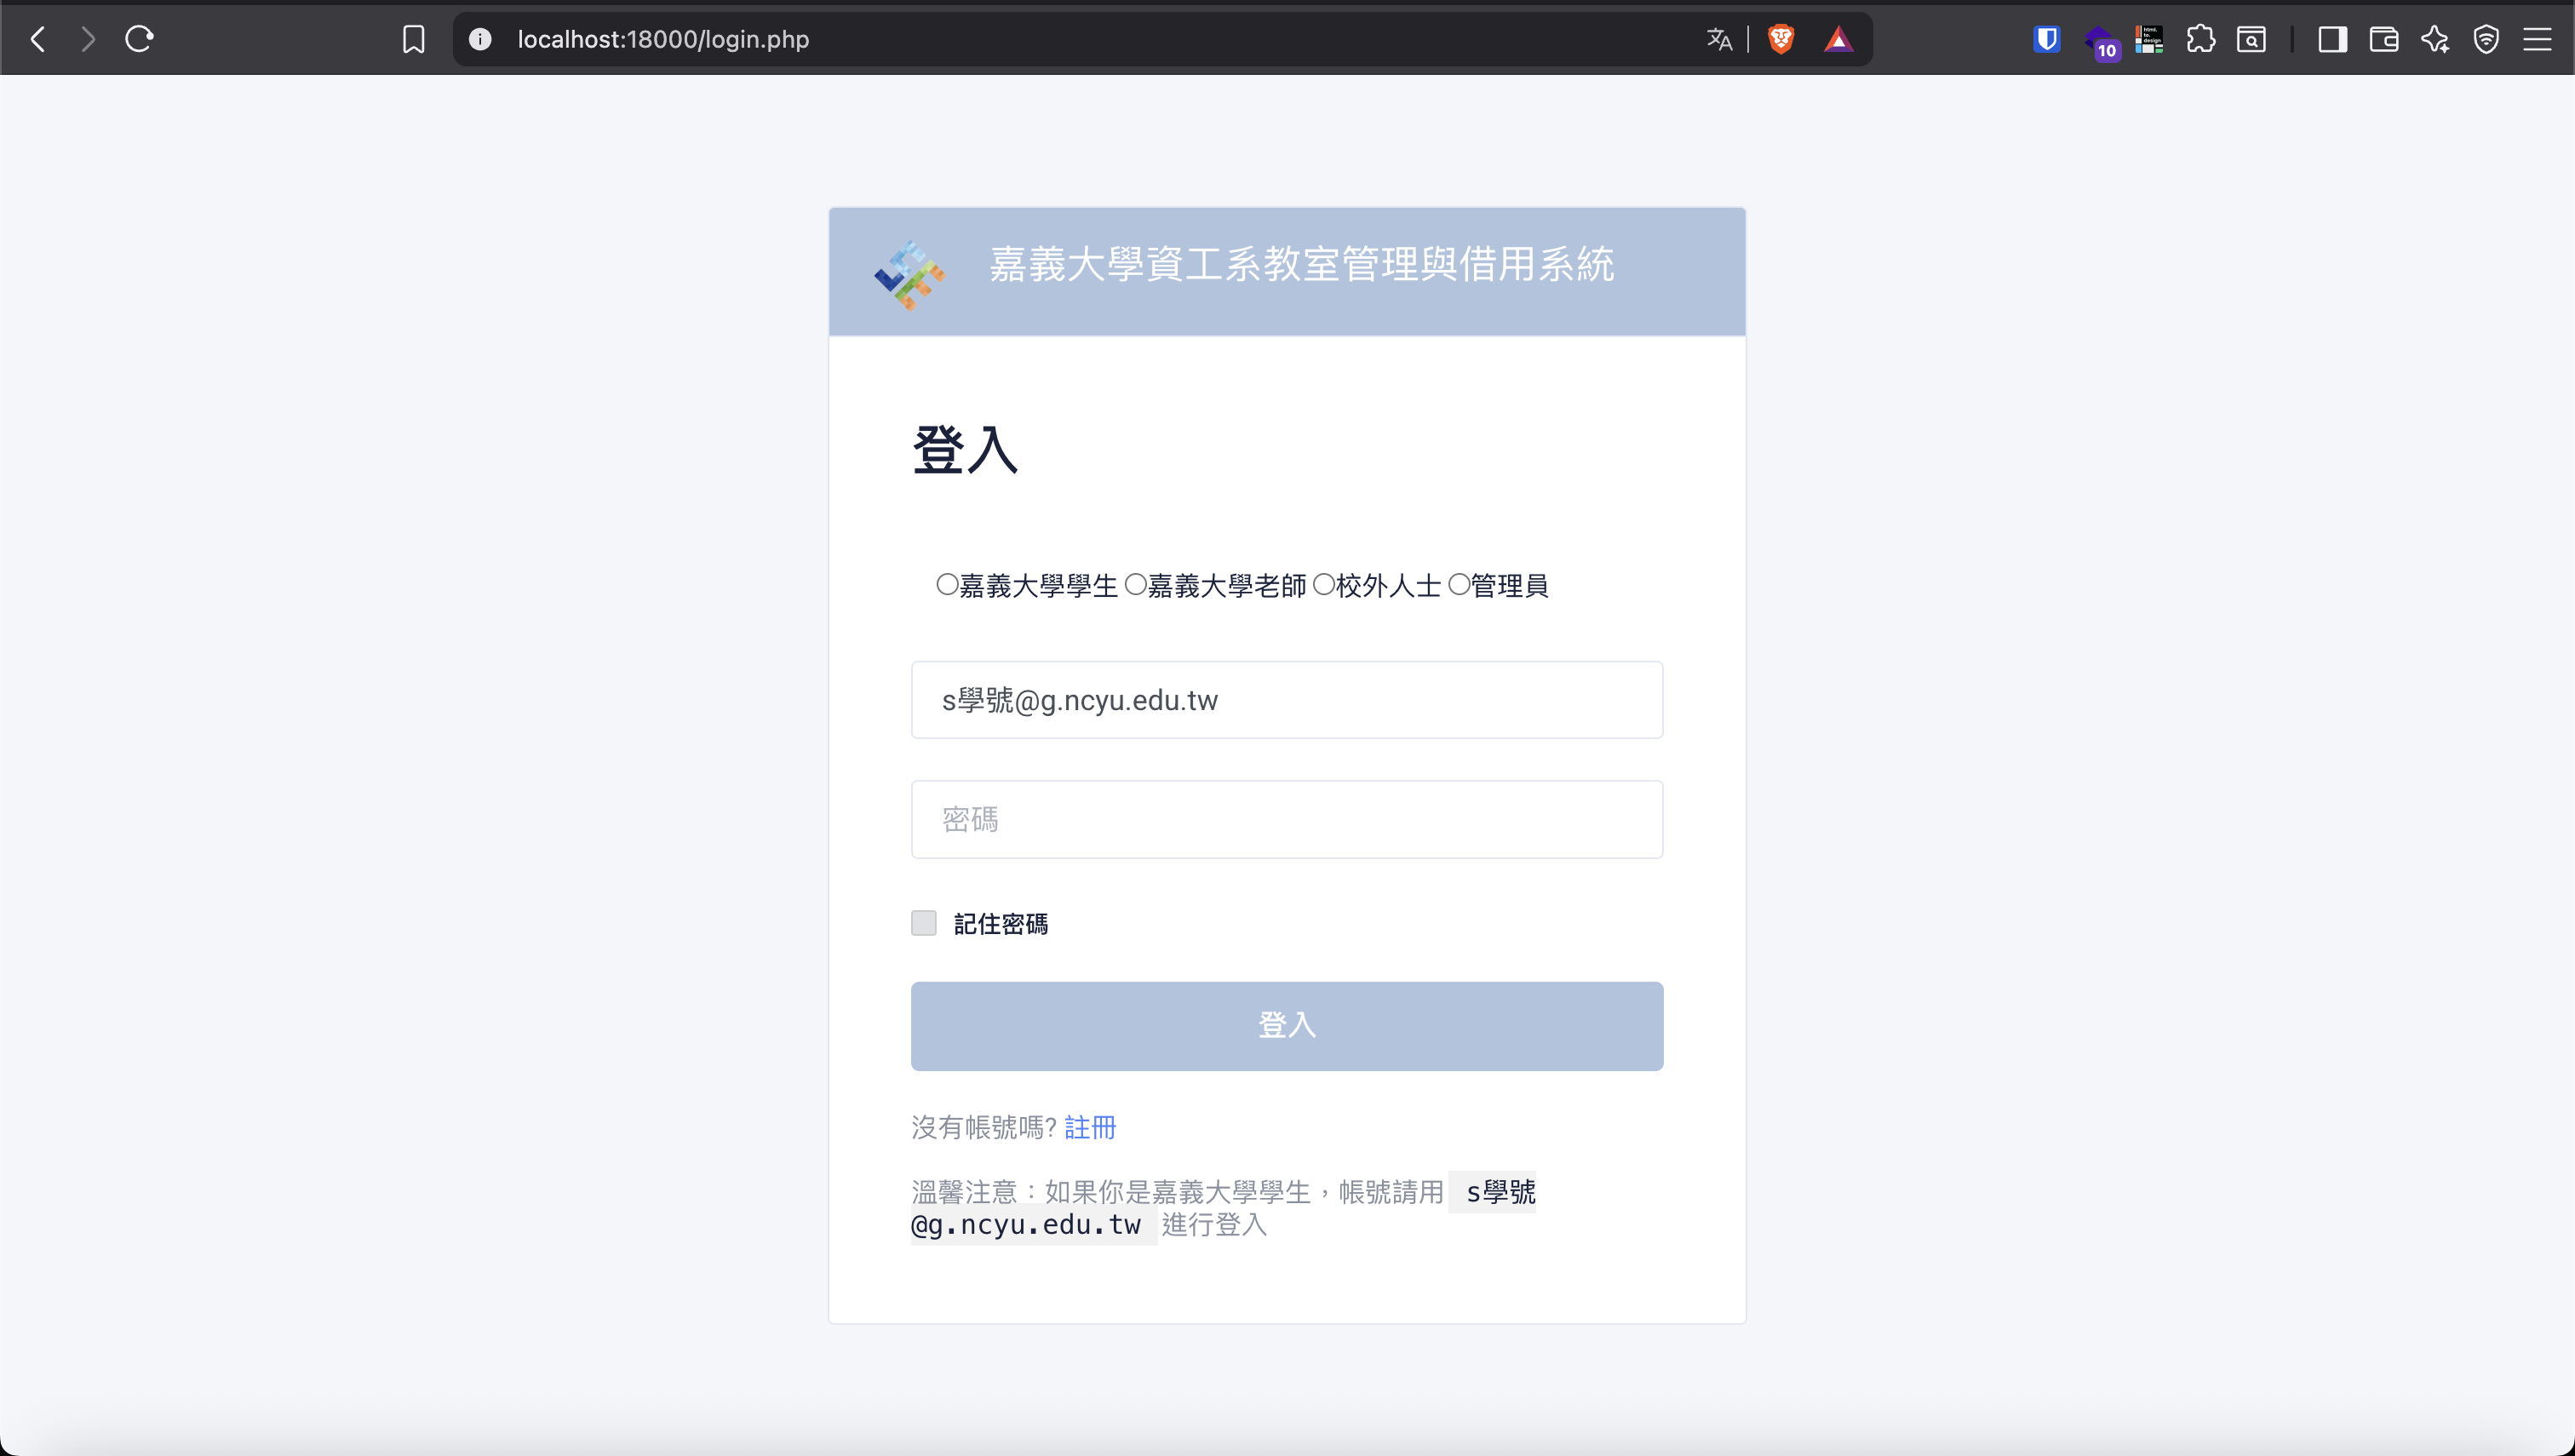 localhost:18000/login.php
10
嘉義大學資工系教室管理與借用系統
登入
嘉義大學學生 嘉義大學老師 校外人士 管理員
s學號@g.ncyu.edu.tw
密碼
記住密碼
登入
沒有帳號嗎? 註冊
溫馨注意：如果你是嘉義大學學生，帳號請用 s學號
@g.ncyu.edu.tw 進行登入